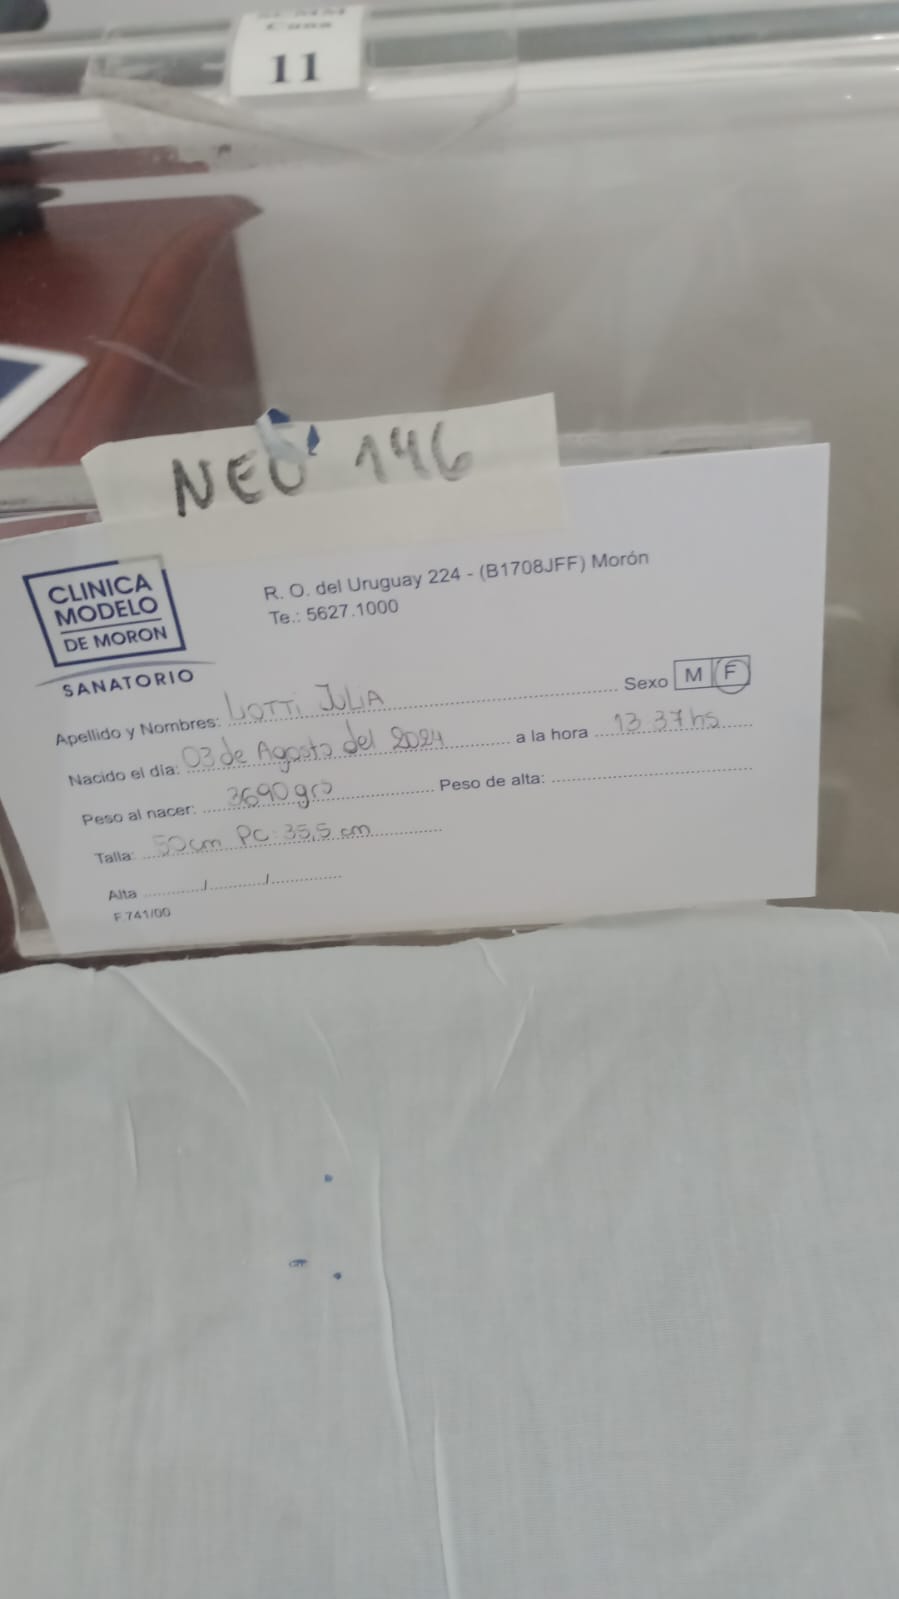 Cuna
11
NEO 146
CLINICA
MODELO
DE MORON
SANATORIO
R. O. del Uruguay 224 - (B1708JFF) Morón
Te.: 5627.1000
Apellido y Nombres: LOTTI JULIA Sexo M F
Nacido el día: 03 de Agosto del 2024 a la hora 13 37 hs
Peso al nacer: 3690 grs Peso de alta:
Talla: 50cm PC: 35,5 cm
Alta / /
F.741/00